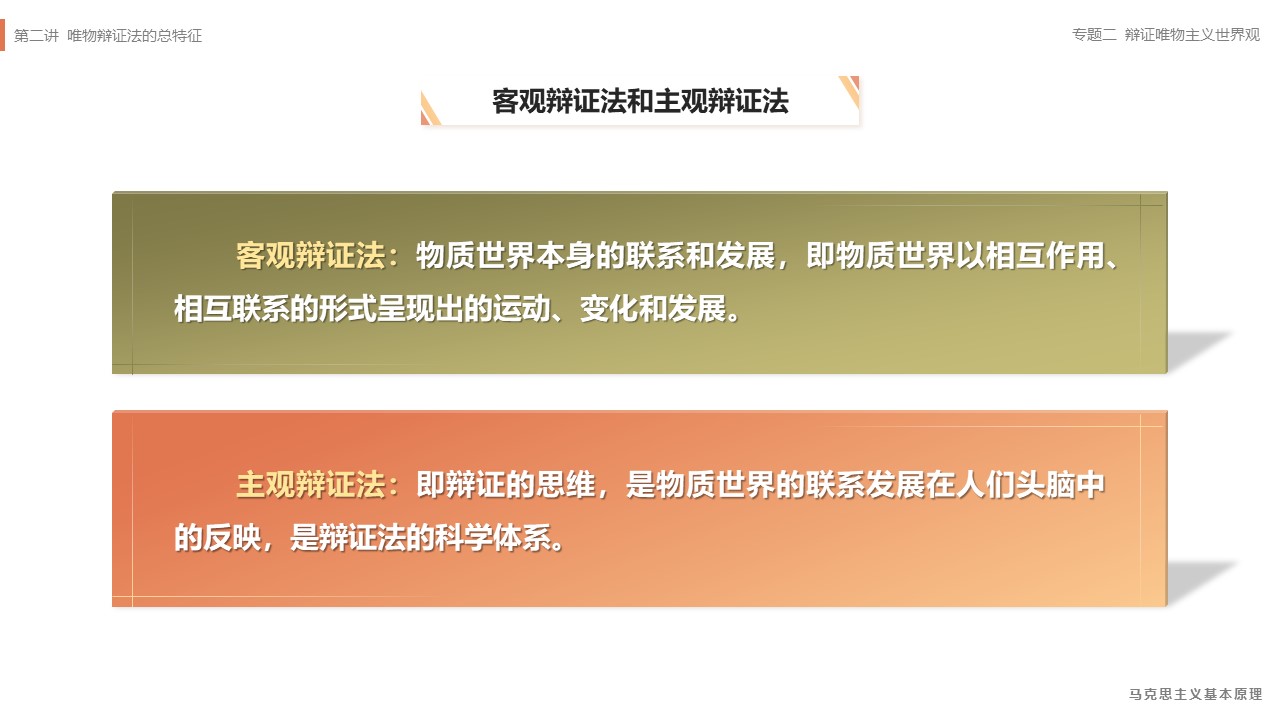 第二讲 唯物辩证法的总特征
专题二 辩证唯物主义世界观
客观辩证法和主观辩证法
客观辩证法：物质世界本身的联系和发展，即物质世界以相互作用、
相互联系的形式呈现出的运动、变化和发展。
主观辩证法：即辩证的思维，是物质世界的联系发展在人们头脑中
的反映，是辩证法的科学体系。
马克思主义基本原理